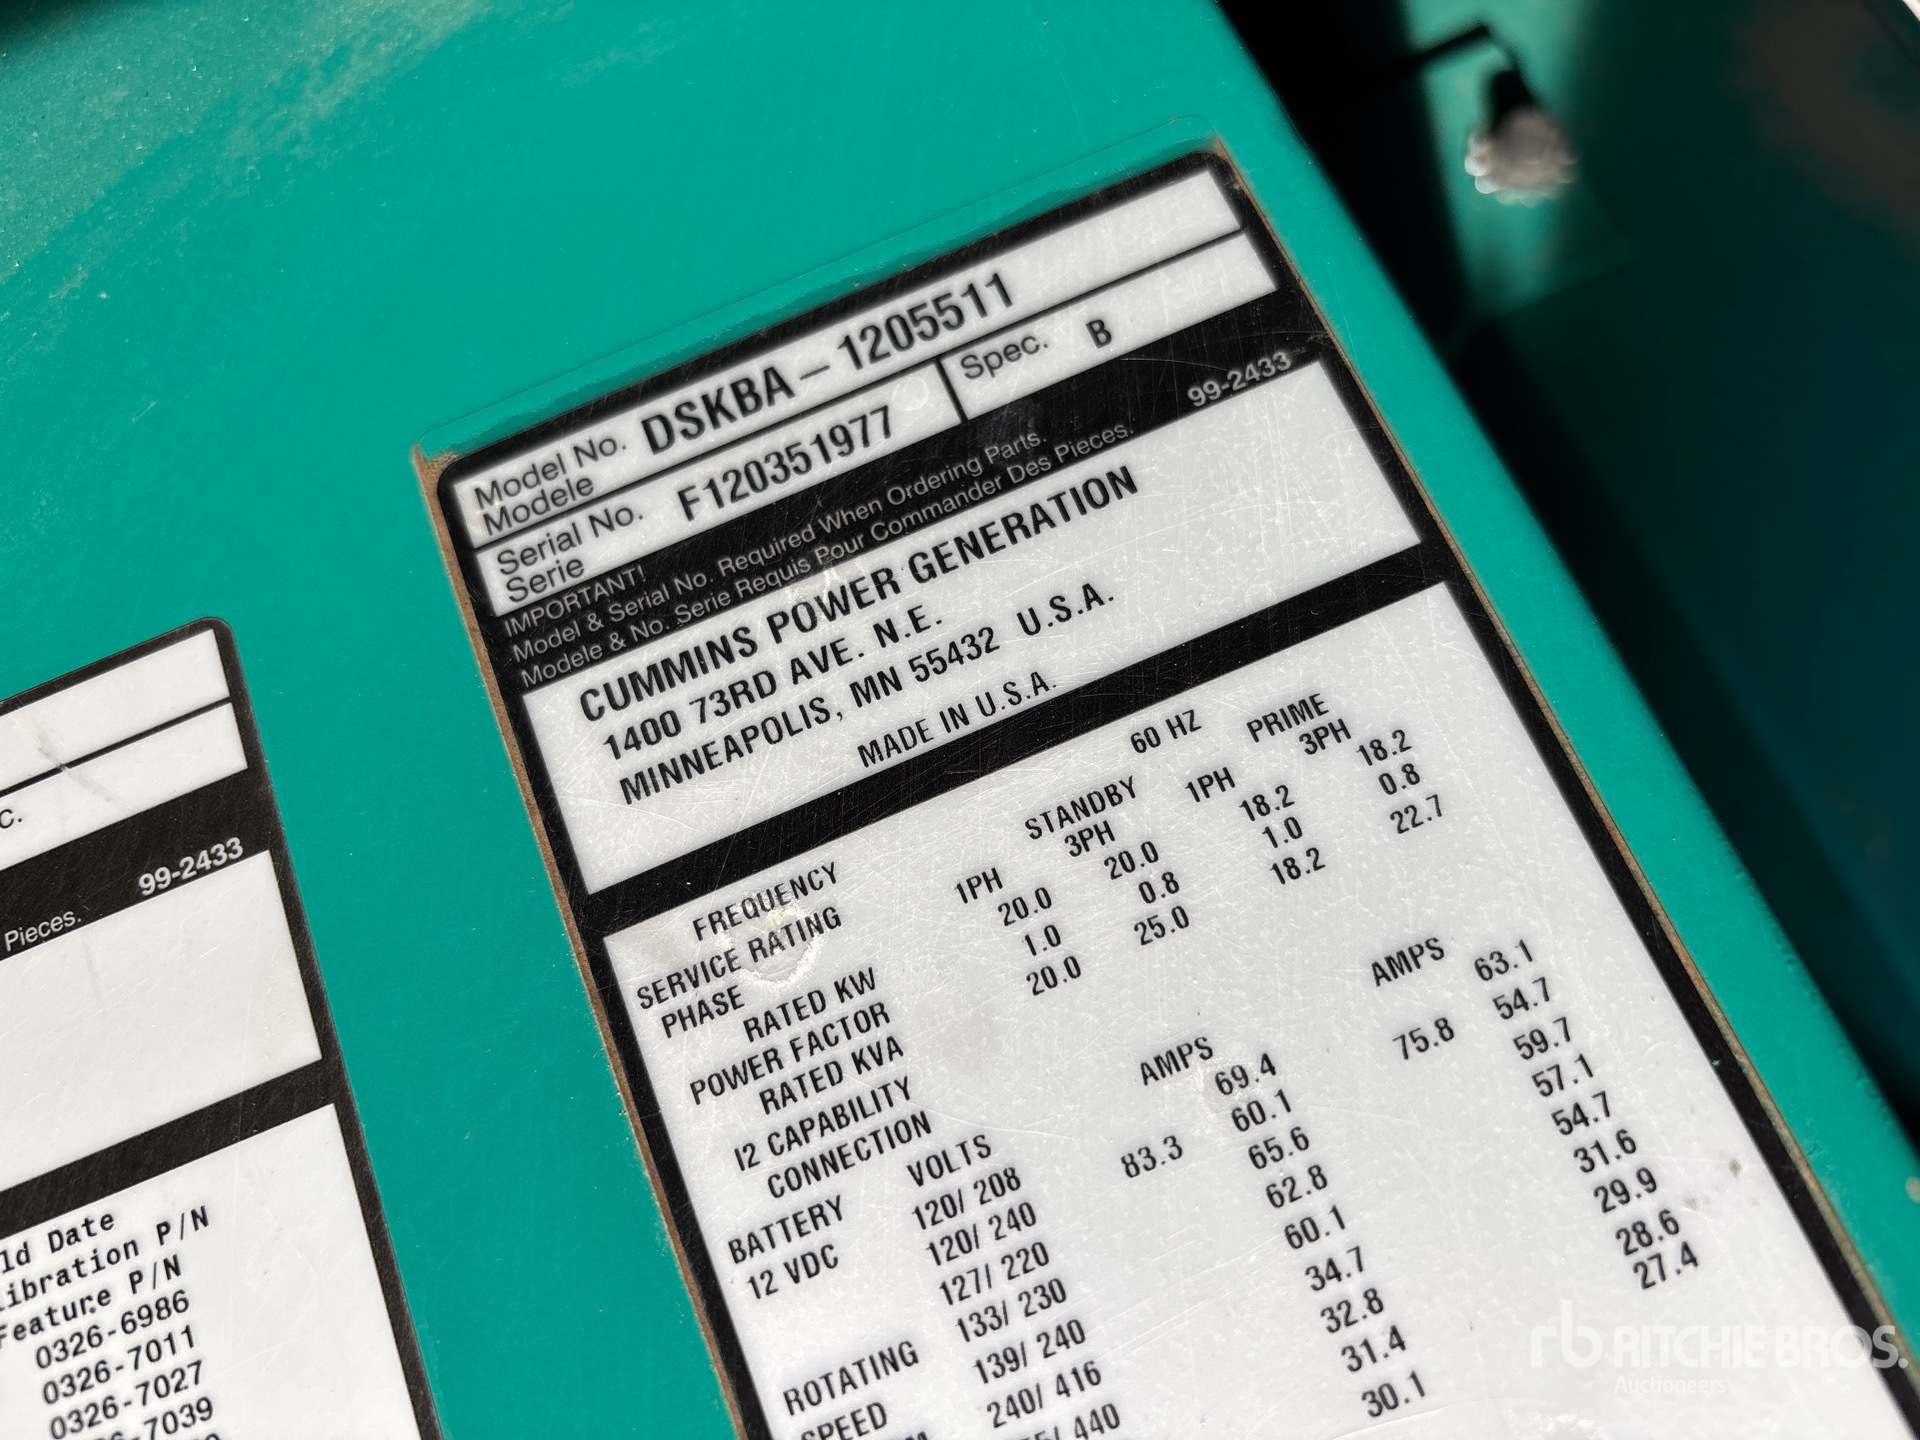 Model No. DSKBA – 1205511
Modele
Serial No. F120351977 Spec. B
Serie
IMPORTANT! 99-2433
Model & Serial No. Required When Ordering Parts.
Modele & No. Serie Requis Pour Commander Des Pieces.
CUMMINS POWER GENERATION
1400 73RD AVE. N.E.
MINNEAPOLIS, MN 55432 U.S.A.
MADE IN U.S.A.
FREQUENCY 60 HZ
SERVICE RATING STANDBY PRIME
PHASE 1PH 3PH 1PH 3PH
RATED KW 20.0 20.0 18.2 18.2
POWER FACTOR 1.0 0.8 1.0 0.8
RATED KVA 20.0 25.0 18.2 22.7
I2 CAPABILITY
CONNECTION
BATTERY VOLTS AMPS AMPS
12 VDC 120/ 208 69.4 63.1
120/ 240 83.3 60.1 75.8 54.7
127/ 220 65.6 59.7
133/ 230 62.8 57.1
ROTATING 139/ 240 60.1 54.7
SPEED 240/ 416 34.7 31.6
/ 440 32.8 29.9
31.4 28.6
30.1 27.4
C.
99-2433
Pieces.
ld Date
libration P/N
Feature P/N
0326-6986
0326-7011
0326-7027
-7039
rb RITCHIE BROS.
Auctioneers